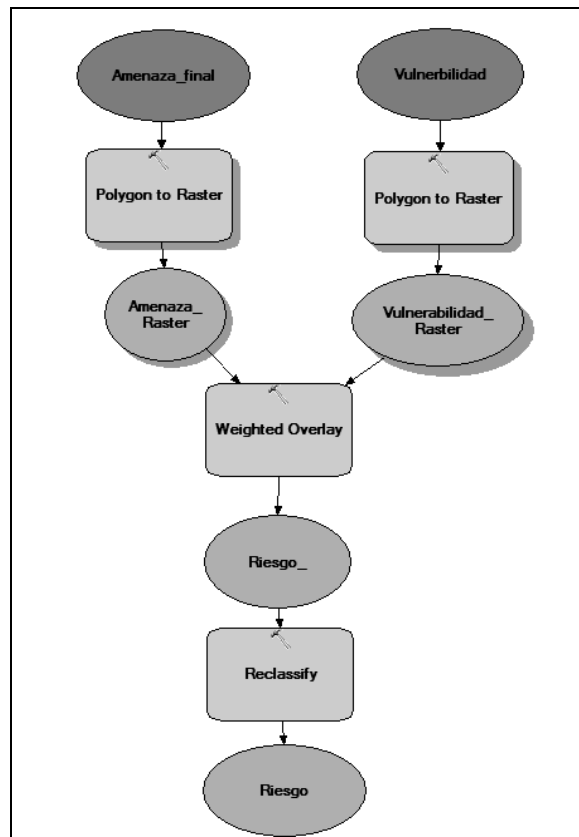 Amenaza_final
Vulnerbilidad
Polygon to Raster
Polygon to Raster
Amenaza_
Raster
Vulnerabilidad_
Raster
Weighted Overlay
Riesgo_
Reclassify
Riesgo